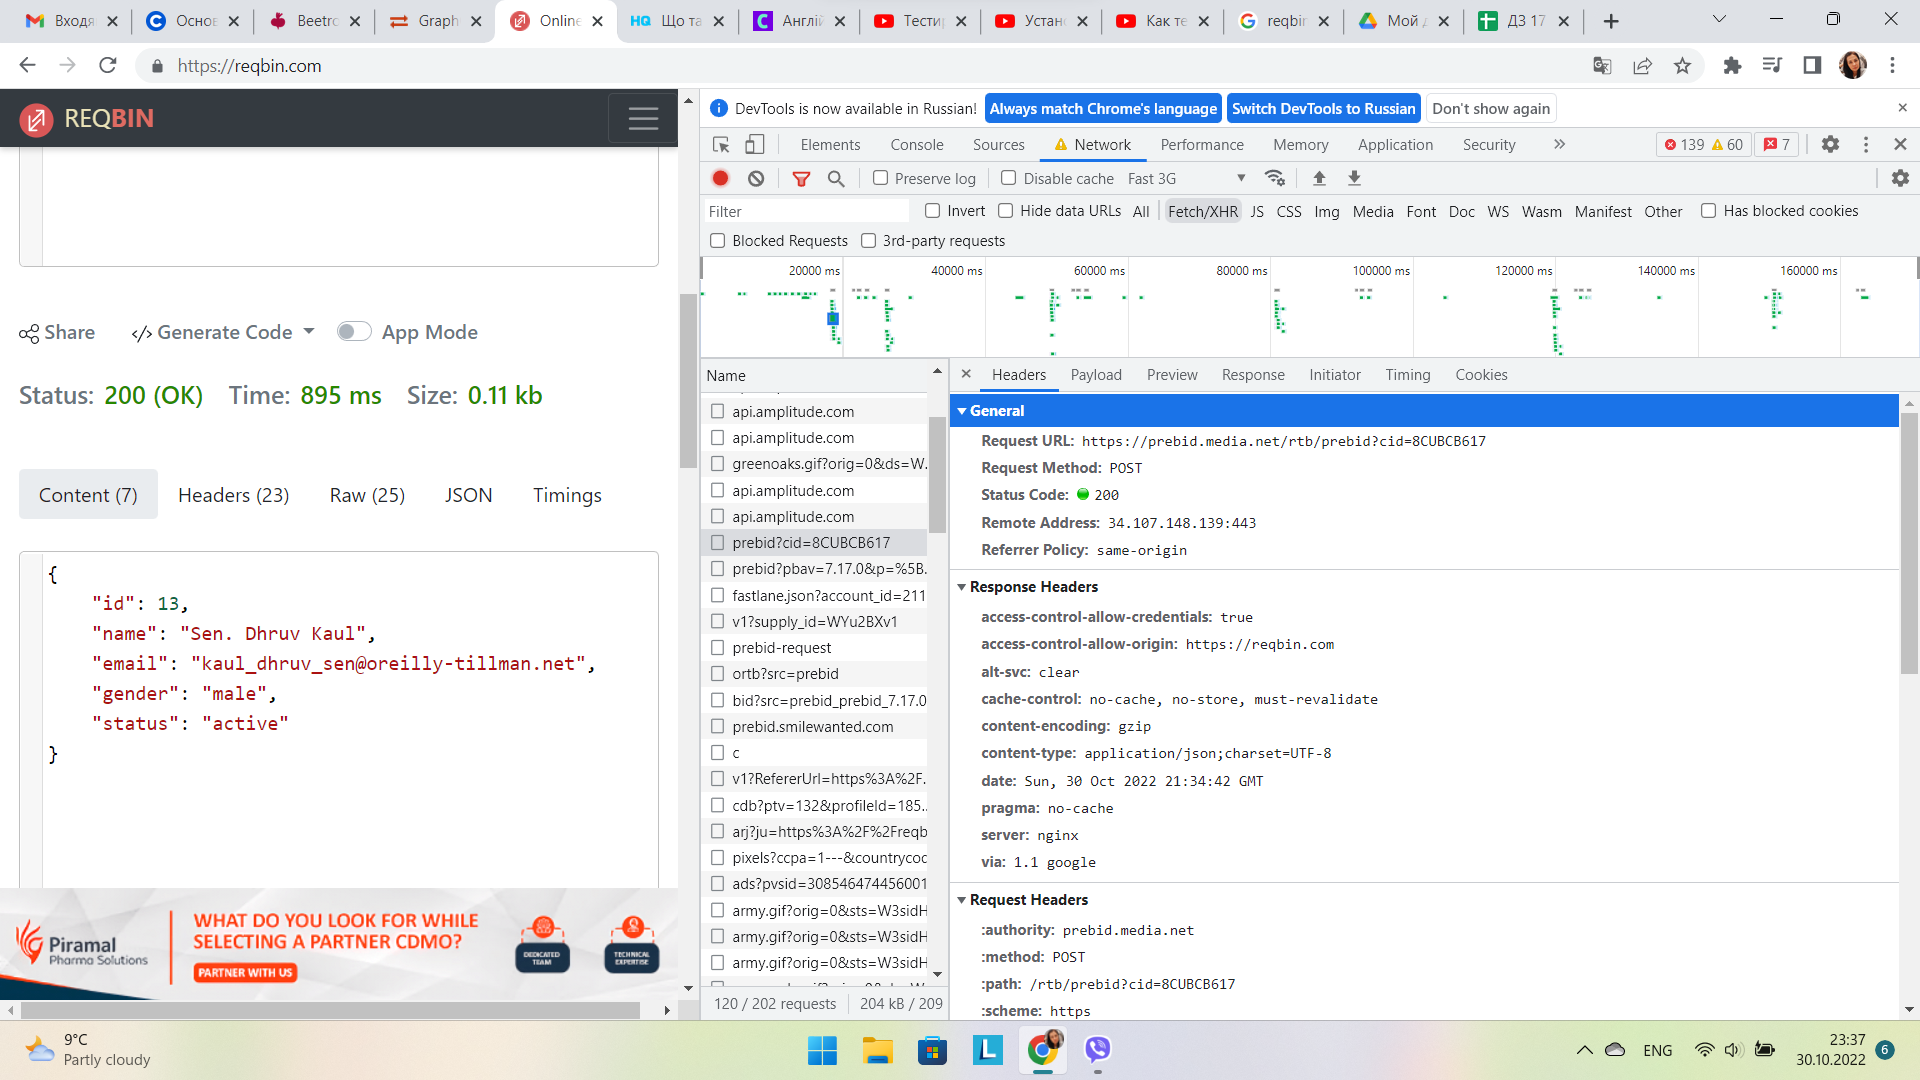 Входя
Основ
Beetro
Graph
Online
HQ Що та
Англій
Тестир
Устан
Как те
reqbin
Мой д
ДЗ 17
https://reqbin.com
REQBIN
Share
Generate Code
App Mode
Status: 200 (OK) Time: 895 ms Size: 0.11 kb
Content (7) Headers (23) Raw (25) JSON Timings
{
"id": 13,
"name": "Sen. Dhruv Kaul",
"email": "kaul_dhruv_sen@oreilly-tillman.net",
"gender": "male",
"status": "active"
}
Piramal
Pharma Solutions
WHAT DO YOU LOOK FOR WHILE
SELECTING A PARTNER CDMO?
PARTNER WITH US
DEDICATED
TEAM
TECHNICAL
EXPERTISE
DevTools is now available in Russian! Always match Chrome's language Switch DevTools to Russian Don't show again
Elements Console Sources Network Performance Memory Application Security 139 60 7
Preserve log Disable cache Fast 3G
Filter Invert Hide data URLs All Fetch/XHR JS CSS Img Media Font Doc WS Wasm Manifest Other Has blocked cookies
Blocked Requests 3rd-party requests
20000 ms 40000 ms 60000 ms 80000 ms 100000 ms 120000 ms 140000 ms 160000 ms
Name
api.amplitude.com
api.amplitude.com
greenoaks.gif?orig=0&ds=W.
api.amplitude.com
api.amplitude.com
prebid?cid=8CUBCB617
prebid?pbav=7.17.0&p=%5B.
fastlane.json?account_id=211
v1?supply_id=WYu2BXv1
prebid-request
ortb?src=prebid
bid?src=prebid_prebid_7.17.0
prebid.smilewanted.com
c
v1?RefererUrl=https%3A%2F.
cdb?ptv=132&profileId=185..
arj?ju=https%3A%2F%2Freqb
pixels?ccpa=1---&countrycod
ads?pvsid=308546474456001
army.gif?orig=0&sts=W3sidH
army.gif?orig=0&sts=W3sidH
army.gif?orig=0&sts=W3sidH
120 / 202 requests 204 kB / 209
Headers Payload Preview Response Initiator Timing Cookies
General
Request URL: https://prebid.media.net/rtb/prebid?cid=8CUBCB617
Request Method: POST
Status Code: 200
Remote Address: 34.107.148.139:443
Referrer Policy: same-origin
Response Headers
access-control-allow-credentials: true
access-control-allow-origin: https://reqbin.com
alt-svc: clear
cache-control: no-cache, no-store, must-revalidate
content-encoding: gzip
content-type: application/json;charset=UTF-8
date: Sun, 30 Oct 2022 21:34:42 GMT
pragma: no-cache
server: nginx
via: 1.1 google
Request Headers
:authority: prebid.media.net
:method: POST
:path: /rtb/prebid?cid=8CUBCB617
:scheme: https
9°C
Partly cloudy
L
ENG
23:37
30.10.2022
6